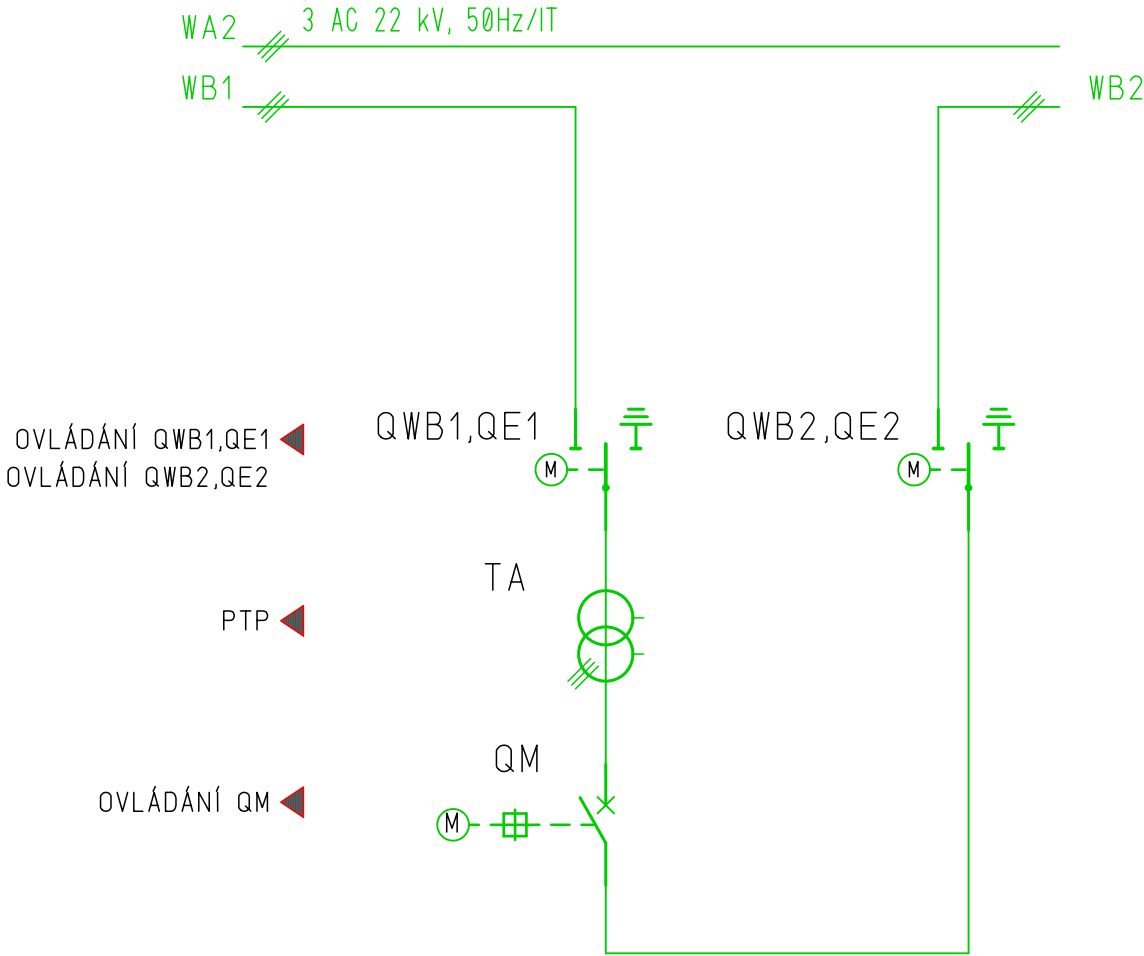 WA2 3 AC 22 kV, 50Hz/IT
WB1 WB2
QWB1,QE1 QWB2,QE2
OVLÁDÁNÍ QWB1,QE1
OVLÁDÁNÍ QWB2,QE2
M M
TA
PTP
QM
OVLÁDÁNÍ QM
M